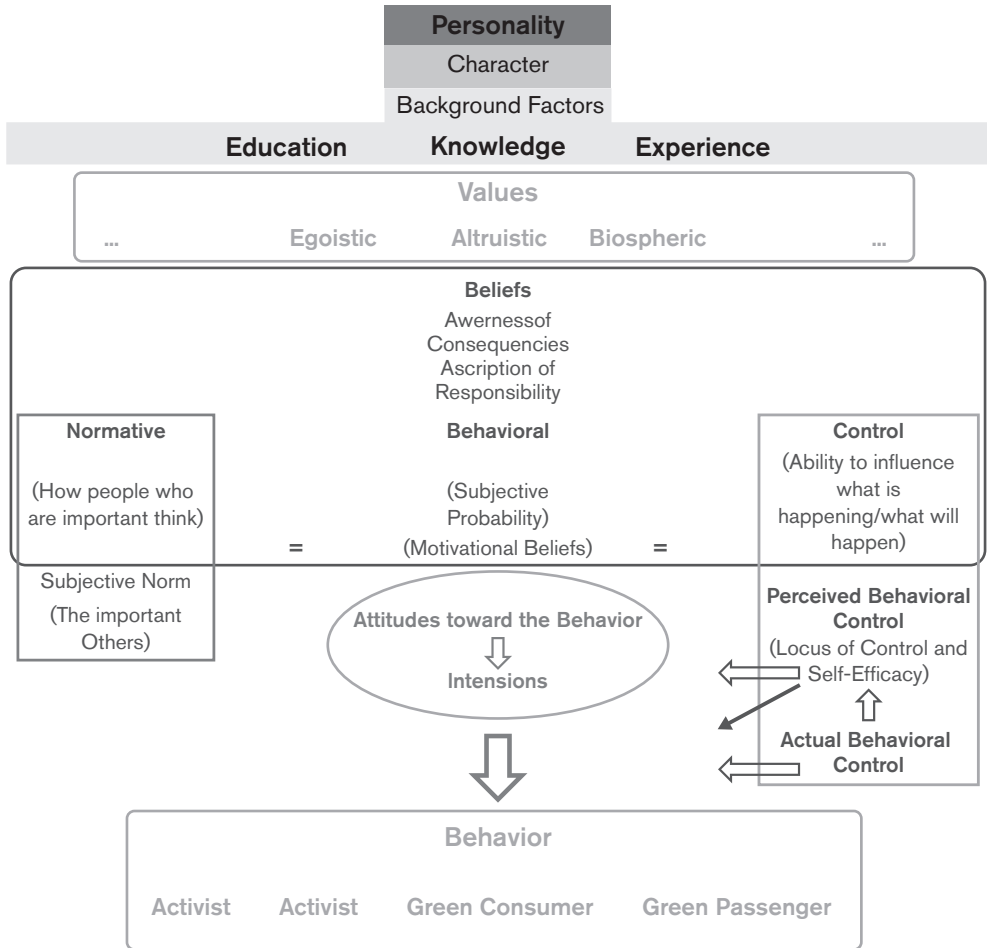 Personality
Character
Background Factors
Education Knowledge Experience
Values
... Egoistic Altruistic Biospheric ...
Beliefs
Awernessof
Consequencies
Ascription of
Responsibility
Normative
(How people who
are important think)
Subjective Norm
(The important
Others)
=
Behavioral
(Subjective
Probability)
(Motivational Beliefs)
=
Control
(Ability to influence
what is
happening/what will
happen)
Attitudes toward the Behavior
Intensions
Perceived Behavioral
Control
(Locus of Control and
Self-Efficacy)
Actual Behavioral
Control
Behavior
Activist Activist Green Consumer Green Passenger